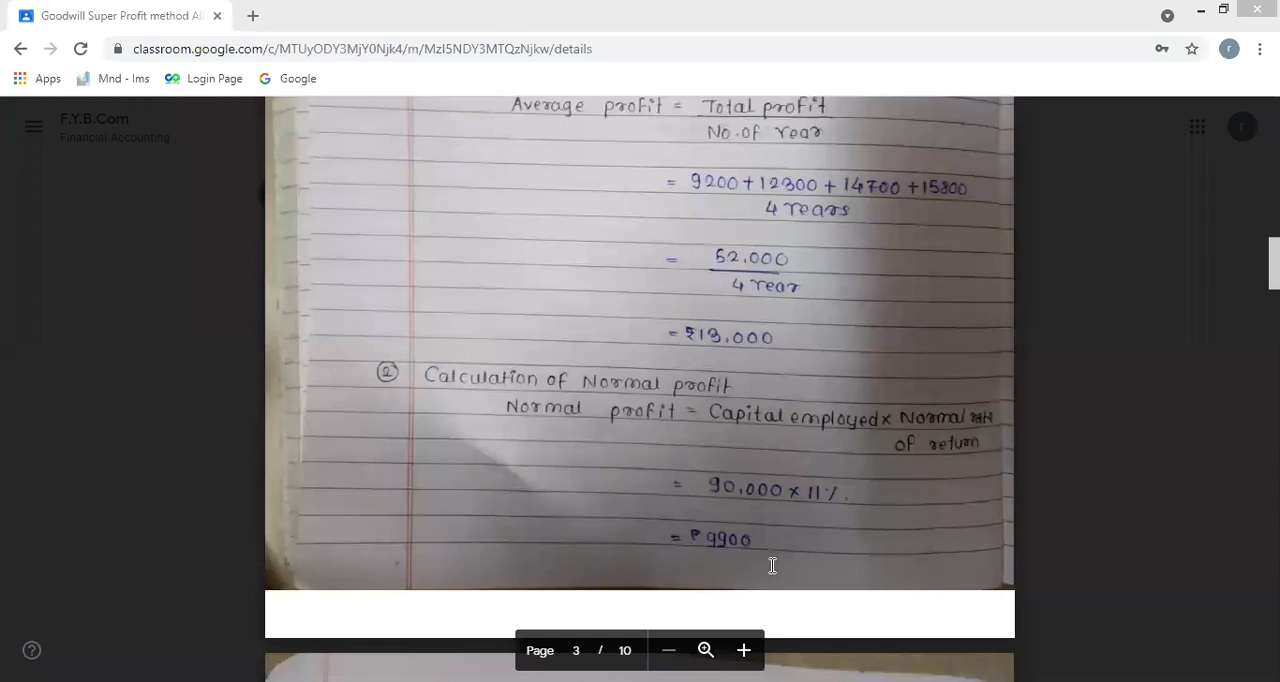 Goodwill Super Profit method All
classroom.google.com/c/MTUyODY3MjY0Njk4/m/MzI5NDY3MTQzNjkw/details
Apps Mnd - Ims Login Page Google
F.Y.B.Com
Financial Accounting
Average profit = Total profit
No. of Year
= 9200 + 12300 + 14700 + 15800
4 Years
= 52,000
4 Year
= ₹13,000
② Calculation of Normal profit
Normal profit = Capital employed x Normal
of return
= 90,000 x 11%.
= ₹9900
Page 3 / 10